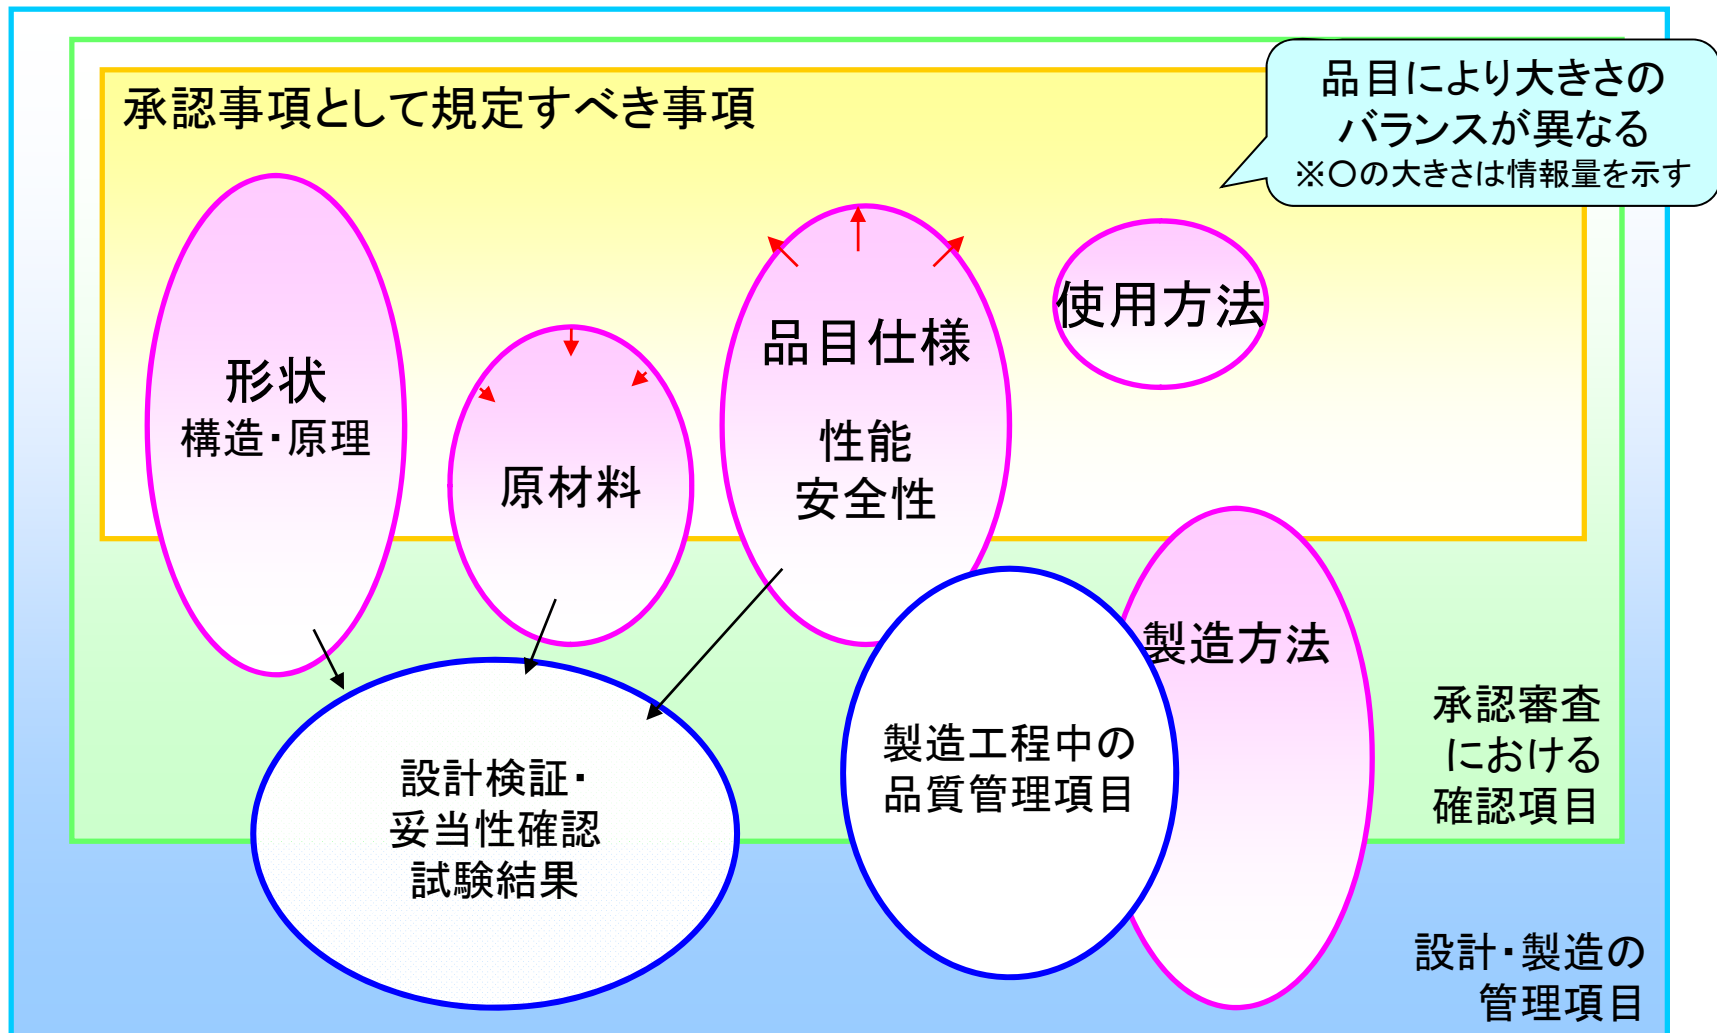 承認事項として規定すべき事項
品目により大きさの
バランスが異なる
※○の大きさは情報量を示す
形状
構造・原理
原材料
品目仕様
性能
安全性
使用方法
製造方法
製造工程中の
品質管理項目
設計検証・
妥当性確認
試験結果
承認審査
における
確認項目
設計・製造の
管理項目